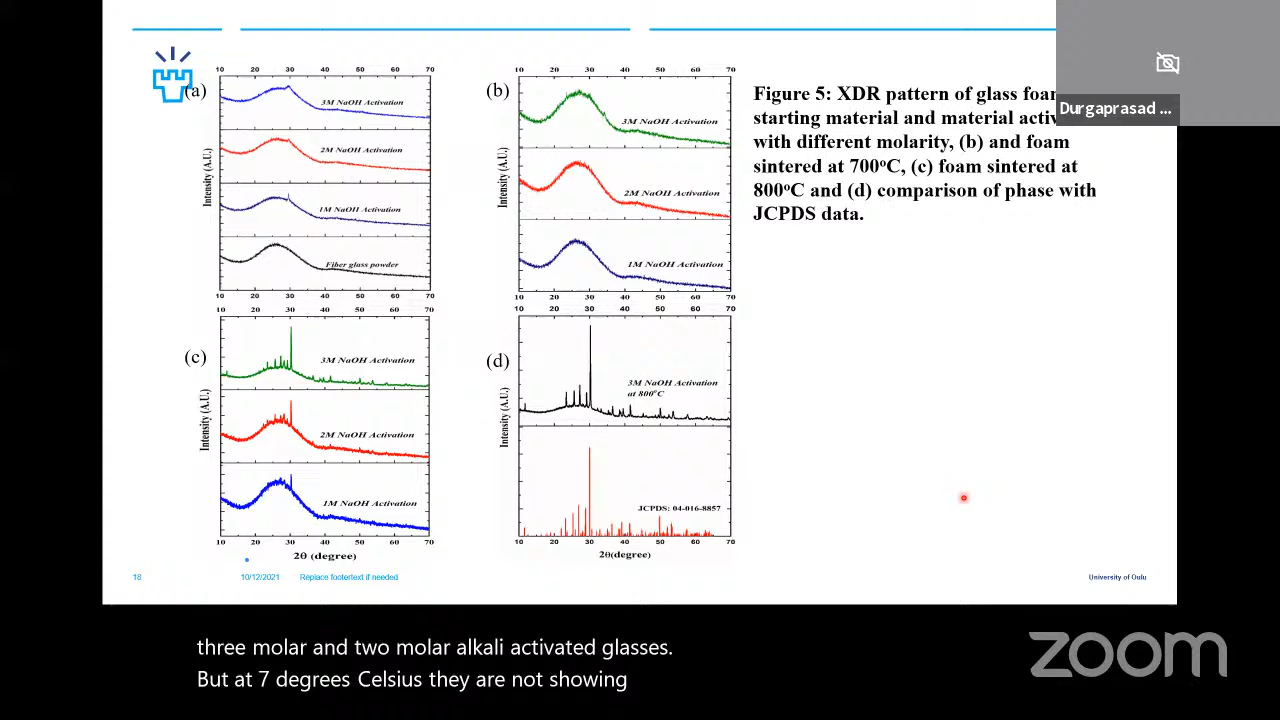 (a)
10 20 30 40 50 60 70
3M NaOH Activation
2M NaOH Activation
1M NaOH Activation
Fiber glass powder
Intensity (A.U.)
10 20 30 40 50 60 70
(b)
10 20 30 40 50 60 70
3M NaOH Activation
2M NaOH Activation
1M NaOH Activation
Intensity (A.U.)
10 20 30 40 50 60 70
Figure 5: XDR pattern of glass foam
starting material and material activ
with different molarity, (b) and foam
sintered at 700ºC, (c) foam sintered at
800ºC and (d) comparison of phase with
JCPDS data.
Durgaprasad ...
(c)
10 20 30 40 50 60 70
3M NaOH Activation
2M NaOH Activation
1M NaOH Activation
Intensity (A.U.)
10 20 30 40 50 60 70
2θ (degree)
(d)
3M NaOH Activation
at 800ºC
JCPDS: 04-016-8857
Intensity (A.U.)
10 20 30 40 50 60 70
2θ(degree)
18
10/12/2021
Replace footertext if needed
University of Oulu
three molar and two molar alkali activated glasses.
But at 7 degrees Celsius they are not showing
zoom